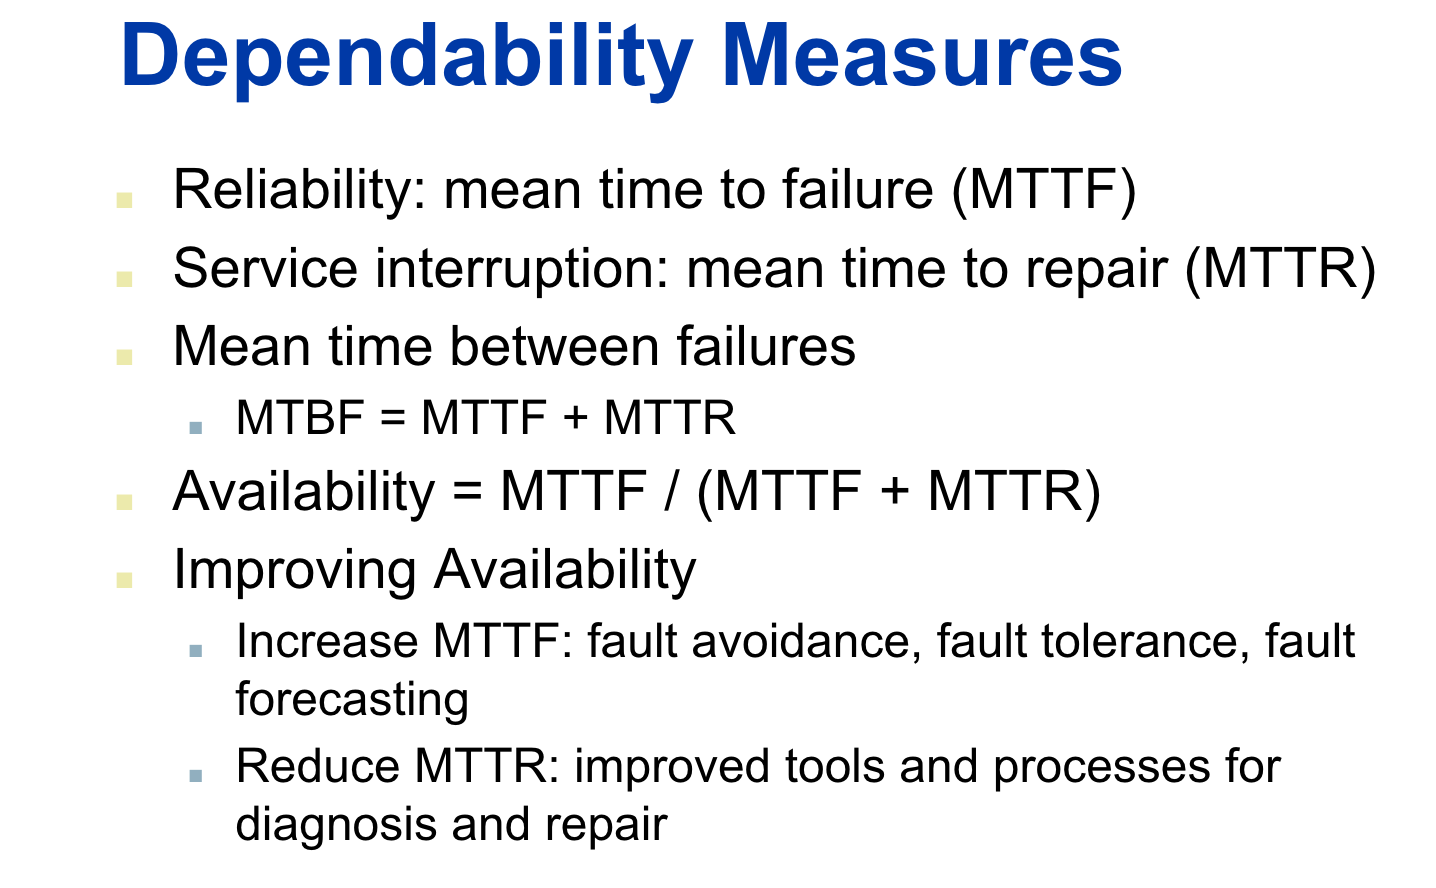 Dependability Measures
Reliability: mean time to failure (MTTF)
Service interruption: mean time to repair (MTTR)
Mean time between failures
MTBF = MTTF + MTTR
Availability = MTTF / (MTTF + MTTR)
Improving Availability
Increase MTTF: fault avoidance, fault tolerance, fault
forecasting
Reduce MTTR: improved tools and processes for
diagnosis and repair